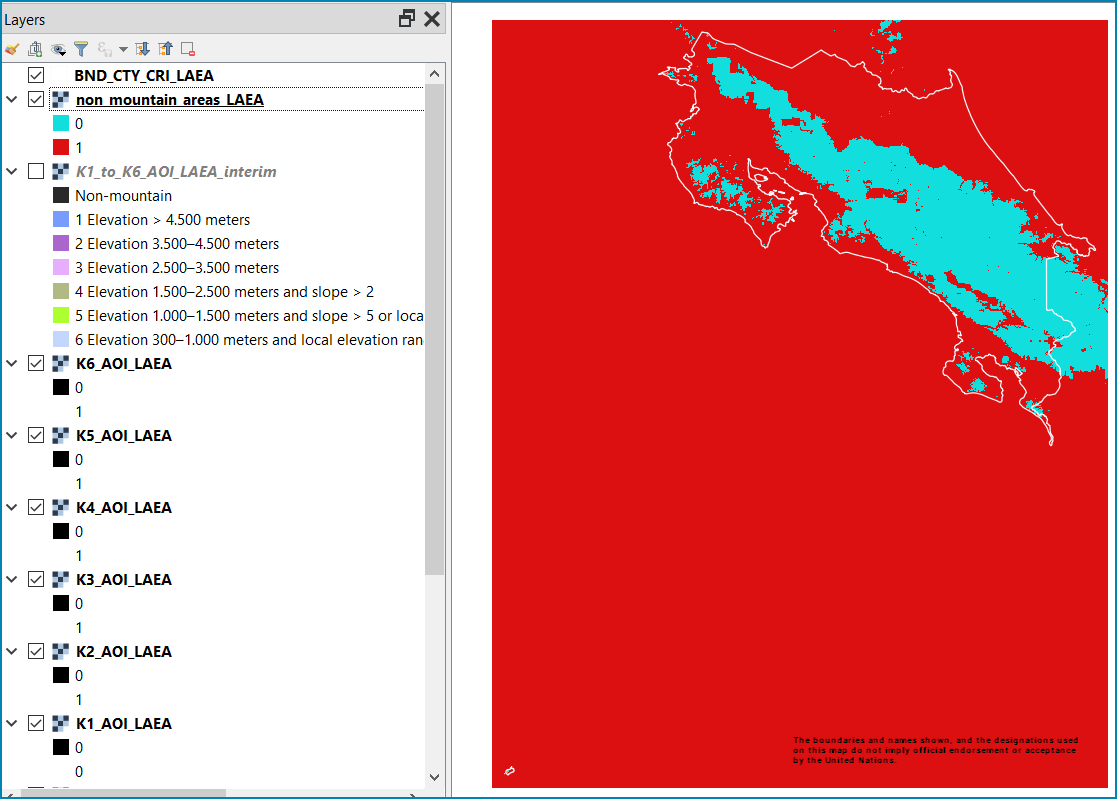 Layers
BND_CTY_CRI_LAEA
non_mountain_areas_LAEA
0
1
K1_to_K6_AOI_LAEA_interim
Non-mountain
1 Elevation > 4.500 meters
2 Elevation 3.500–4.500 meters
3 Elevation 2.500–3.500 meters
4 Elevation 1.500–2.500 meters and slope > 2
5 Elevation 1.000–1.500 meters and slope > 5 or loca
6 Elevation 300–1.000 meters and local elevation ran
K6_AOI_LAEA
0
1
K5_AOI_LAEA
0
1
K4_AOI_LAEA
0
1
K3_AOI_LAEA
0
1
K2_AOI_LAEA
0
1
K1_AOI_LAEA
0
0
The boundaries and names shown, and the designations used
on this map do not imply official endorsement or acceptance
by the United Nations.